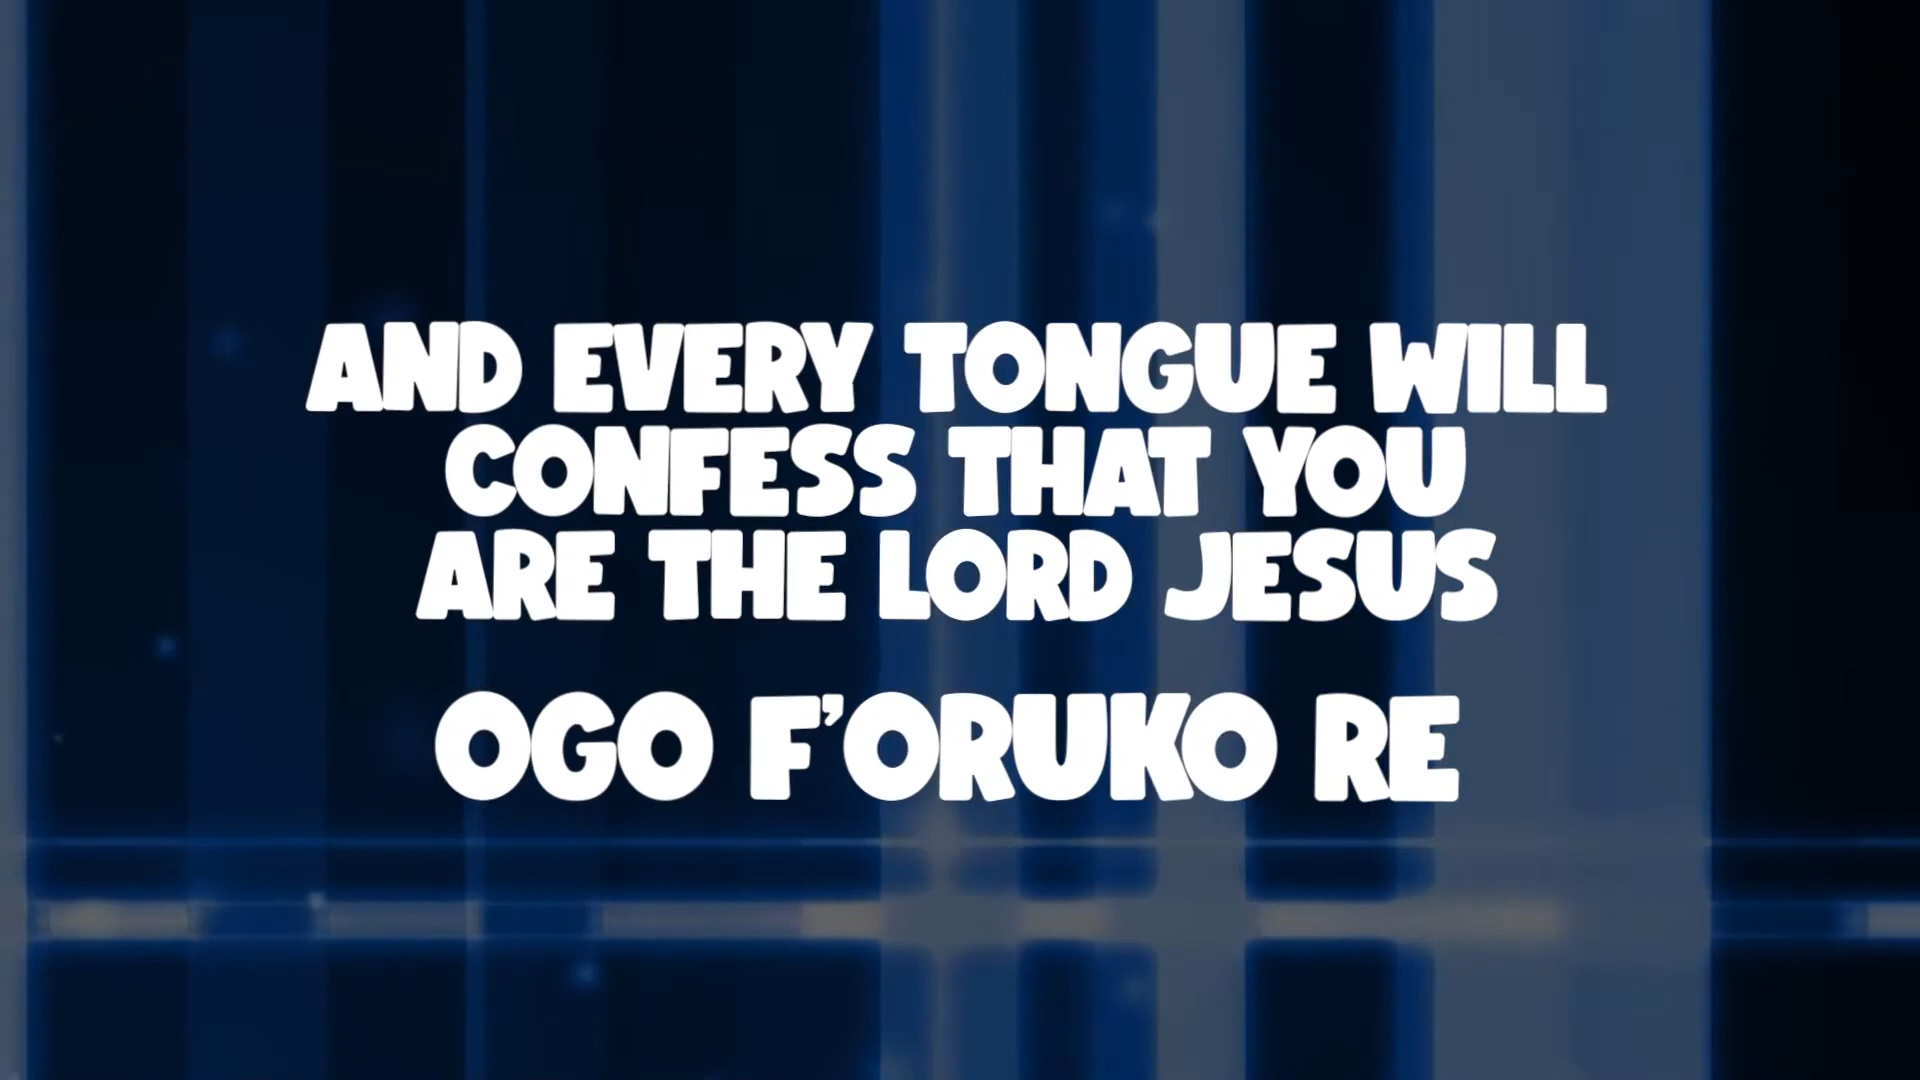 AND EVERY TONGUE WILL
CONFESS THAT YOU
ARE THE LORD JESUS
OGO F'ORUKO RE